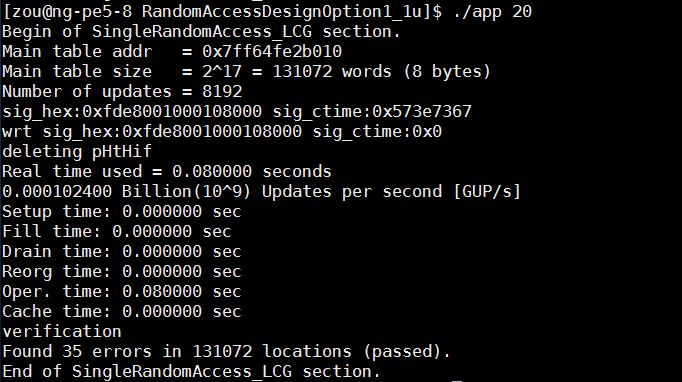 [zou@ng-pe5-8 RandomAccessDesignOption1_1u]$ ./app 20
Begin of SingleRandomAccess_LCG section.
Main table addr   = 0x7ff64fe2b010
Main table size   = 2^17 = 131072 words (8 bytes)
Number of updates = 8192
sig_hex:0xfde8001000108000 sig_ctime:0x573e7367
wrt sig_hex:0xfde8001000108000 sig_ctime:0x0
deleting pHtHif
Real time used = 0.080000 seconds
0.000102400 Billion(10^9) Updates per second [GUP/s]
Setup time: 0.000000 sec
Fill time: 0.000000 sec
Drain time: 0.000000 sec
Reorg time: 0.000000 sec
Oper. time: 0.080000 sec
Cache time: 0.000000 sec
verification
Found 35 errors in 131072 locations (passed).
End of SingleRandomAccess_LCG section.